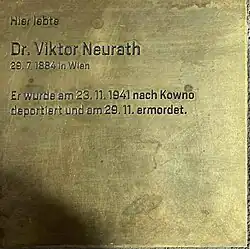 Hier lebte
Dr. Viktor Neurath
29. 7. 1884 in Wien
Er wurde am 23. 11. 1941 nach Kowno
deportiert und am 29. 11. ermordet.